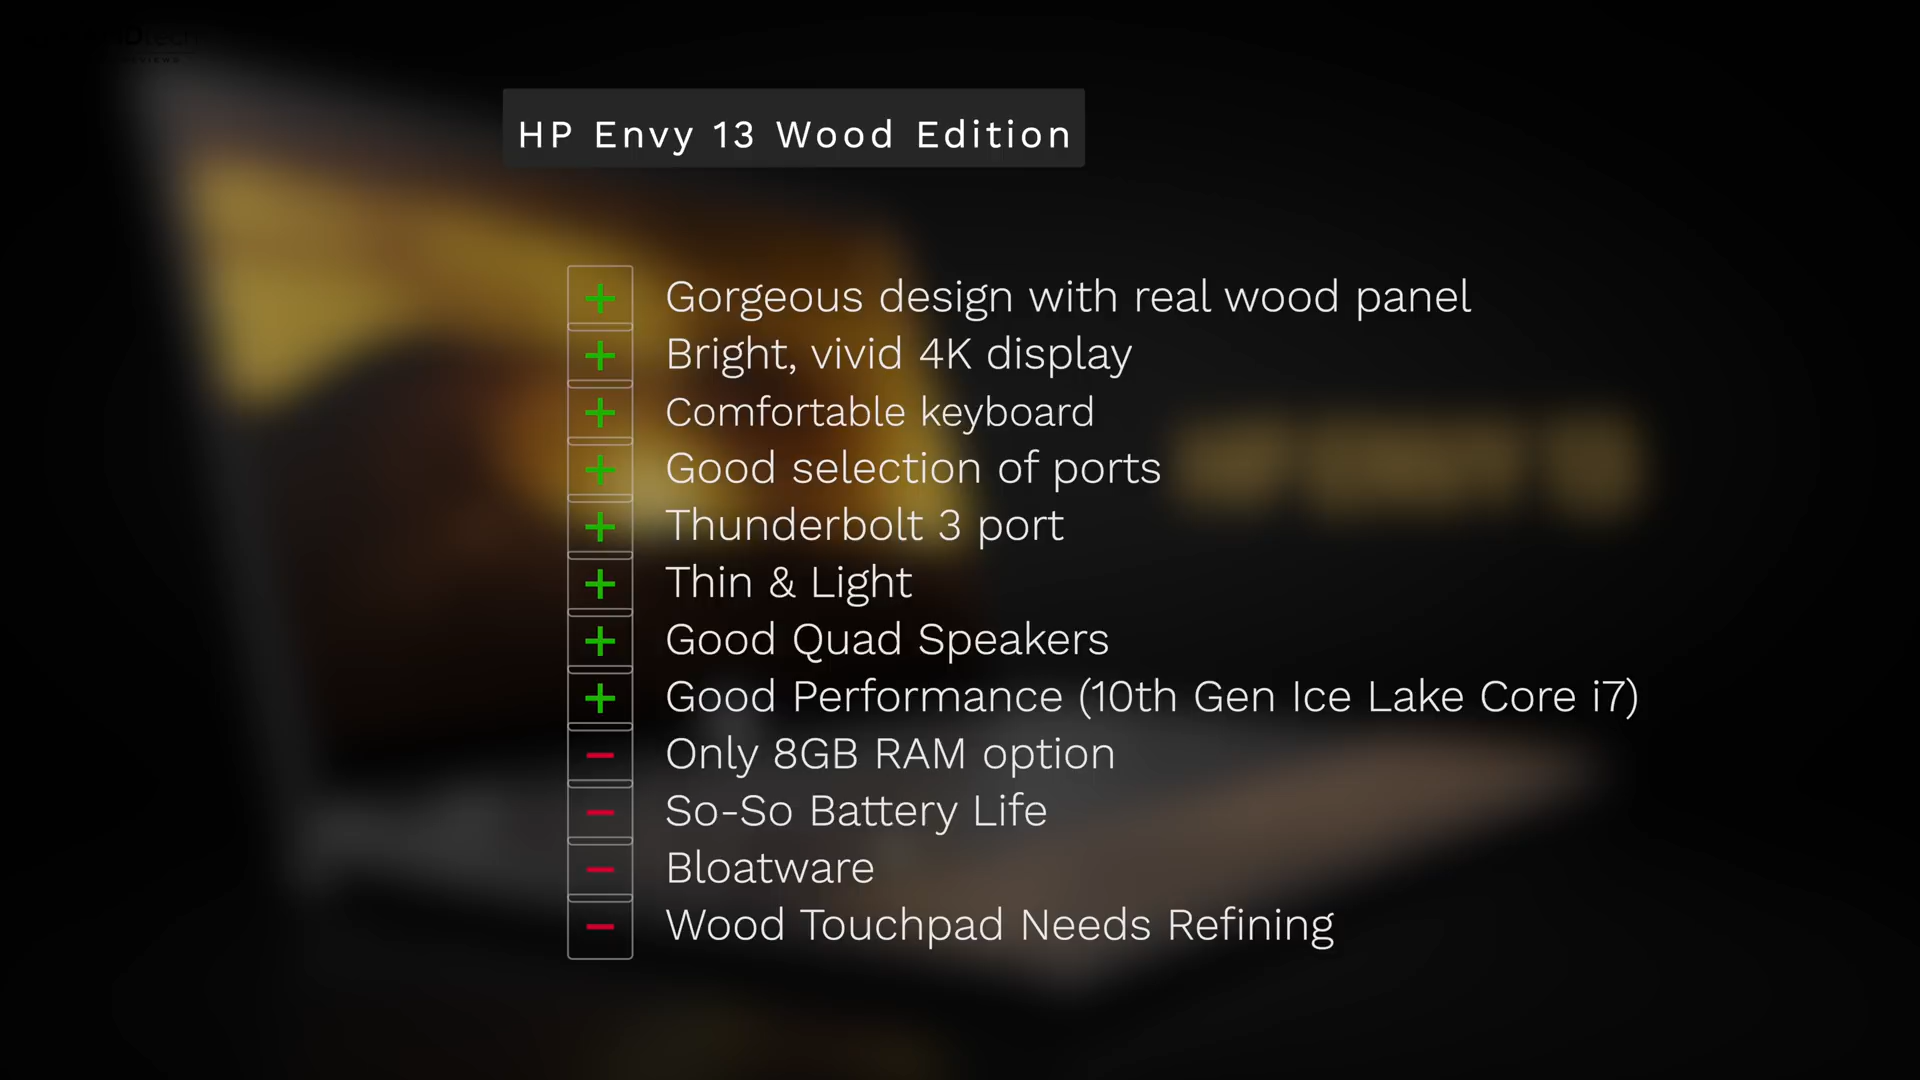 HP Envy 13 Wood Edition
+ Gorgeous design with real wood panel
+ Bright, vivid 4K display
+ Comfortable keyboard
+ Good selection of ports
+ Thunderbolt 3 port
+ Thin & Light
+ Good Quad Speakers
+ Good Performance (10th Gen Ice Lake Core i7)
- Only 8GB RAM option
- So-So Battery Life
- Bloatware
- Wood Touchpad Needs Refining